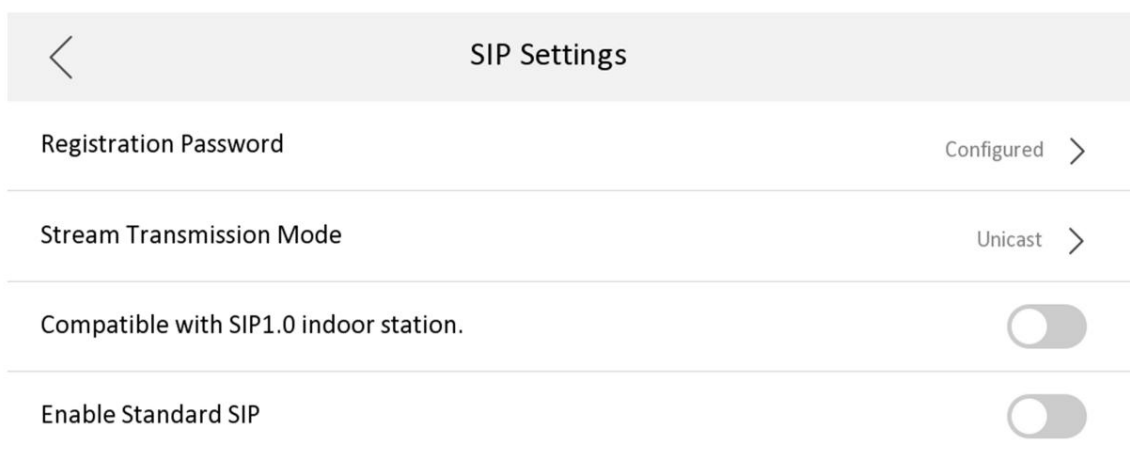 SIP Settings
Registration Password
Configured
Stream Transmission Mode
Unicast
Compatible with SIP1.0 indoor station.
Enable Standard SIP